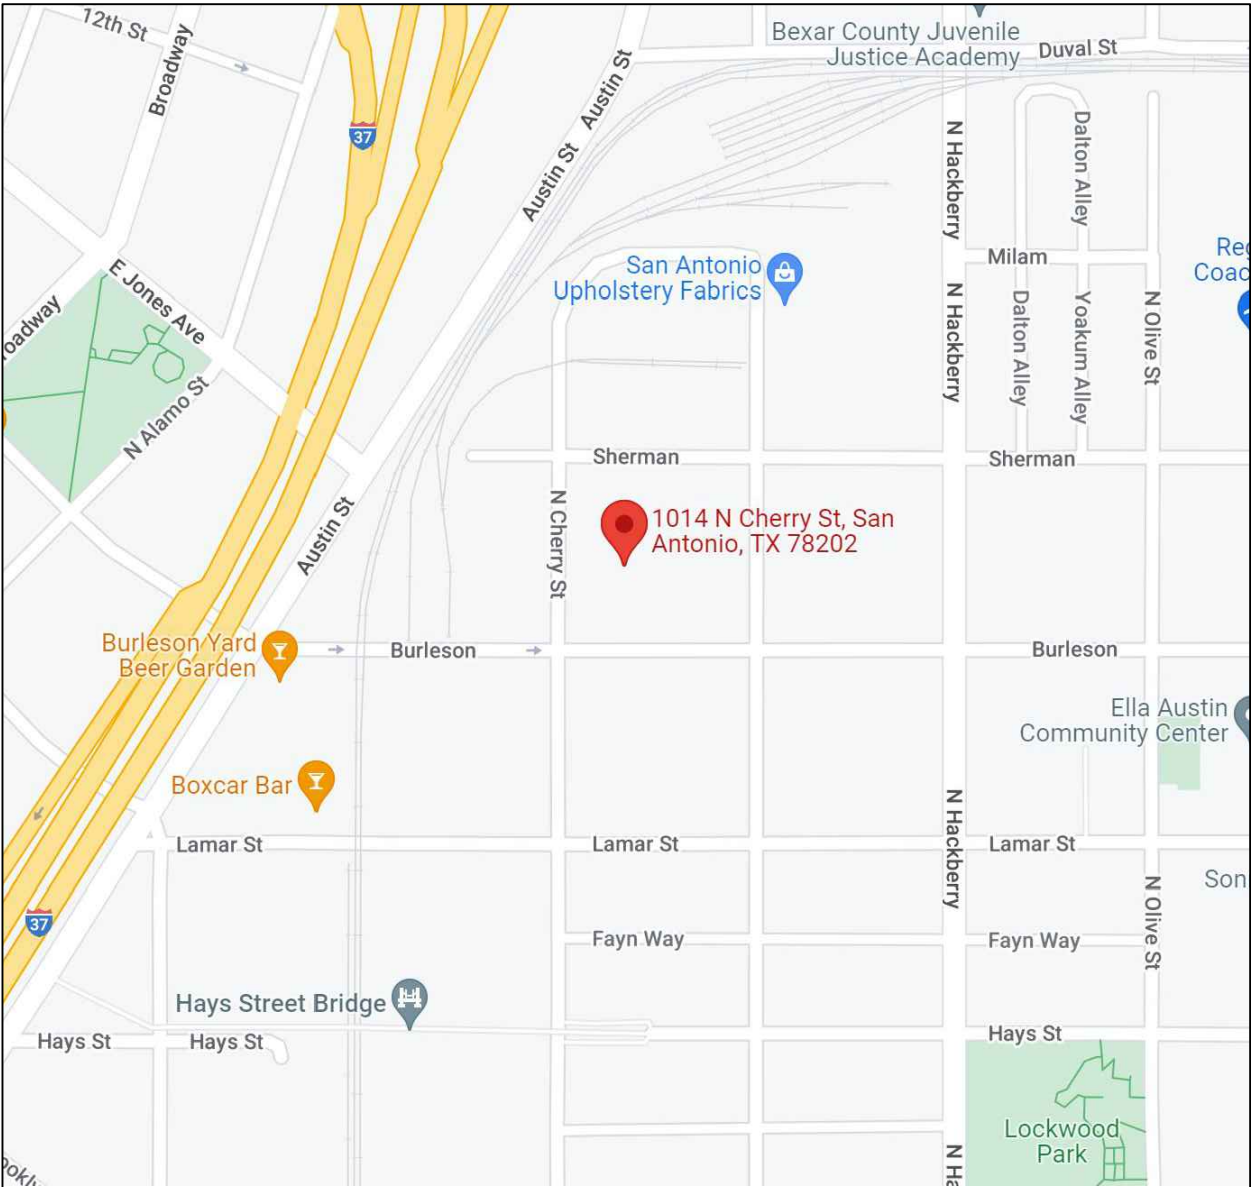 12th St
Broadway
37
Austin St
Austin St
Bexar County Juvenile
Justice Academy
Duval St
N Hackberry
Dalton Alley
E Jones Ave
San Antonio
Upholstery Fabrics
Milam
N Hackberry
Dalton Alley
Yoakum Alley
N Olive St
N Alamo St
Sherman
Sherman
N Cherry St
1014 N Cherry St, San
Antonio, TX 78202
Austin St
Burleson Yard
Beer Garden
Burleson
Burleson
Ella Austin
Community Center
Boxcar Bar
N Hackberry
Lamar St
Lamar St
Lamar St
37
N Olive St
Fayn Way
Fayn Way
Hays Street Bridge
Hays St
Hays St
Hays St
Lockwood
Park